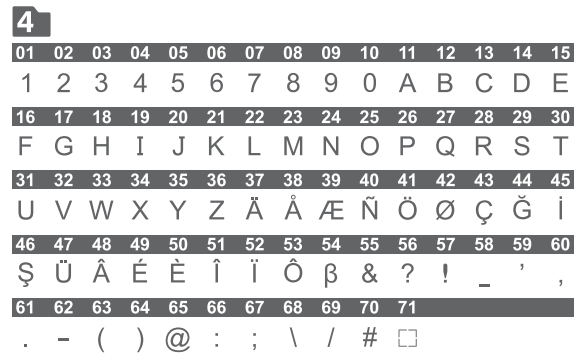 4
01 02 03 04 05 06 07 08 09 10 11 12 13 14 15
1 2 3 4 5 6 7 8 9 0 A B C D E
16 17 18 19 20 21 22 23 24 25 26 27 28 29 30
F G H I J K L M N O P Q R S T
31 32 33 34 35 36 37 38 39 40 41 42 43 44 45
U V W X Y Z Ä Å Æ Ñ Ö Ø Ç Ğ İ
46 47 48 49 50 51 52 53 54 55 56 57 58 59 60
Ş Ü Â É È Î Ï Ô β & ? ! _ ’ ,
61 62 63 64 65 66 67 68 69 70 71
. – ( ) @ : ; \ / #